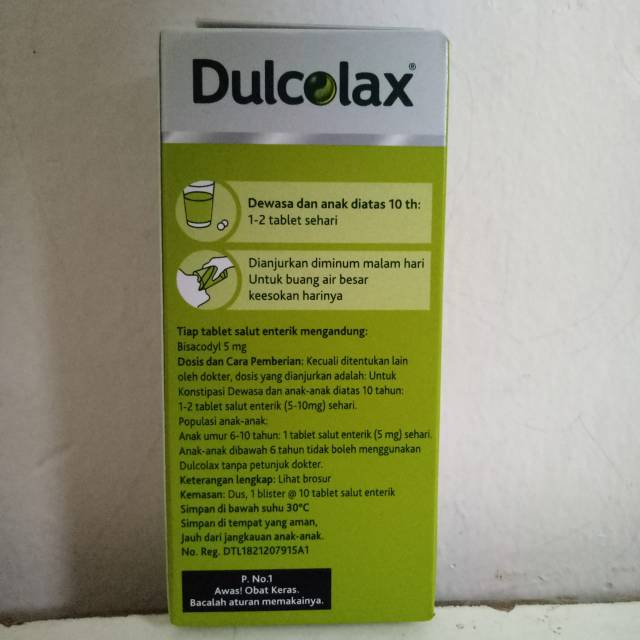 Dulcolax®
Dewasa dan anak diatas 10 th:
1-2 tablet sehari
Dianjurkan diminum malam hari
Untuk buang air besar
keesokan harinya
Tiap tablet salut enterik mengandung:
Bisacodyl 5 mg
Dosis dan Cara Pemberian: Kecuali ditentukan lain
oleh dokter, dosis yang dianjurkan adalah: Untuk
Konstipasi Dewasa dan anak-anak diatas 10 tahun:
1-2 tablet salut enterik (5-10mg) sehari.
Populasi anak-anak:
Anak umur 6-10 tahun: 1 tablet salut enterik (5 mg) sehari.
Anak-anak dibawah 6 tahun tidak boleh menggunakan
Dulcolax tanpa petunjuk dokter.
Keterangan lengkap: Lihat brosur
Kemasan: Dus, 1 blister @ 10 tablet salut enterik
Simpan di bawah suhu 30°C
Simpan di tempat yang aman,
Jauh dari jangkauan anak-anak.
No. Reg. DTL1821207915A1
P. No.1
Awas! Obat Keras.
Bacalah aturan memakainya.